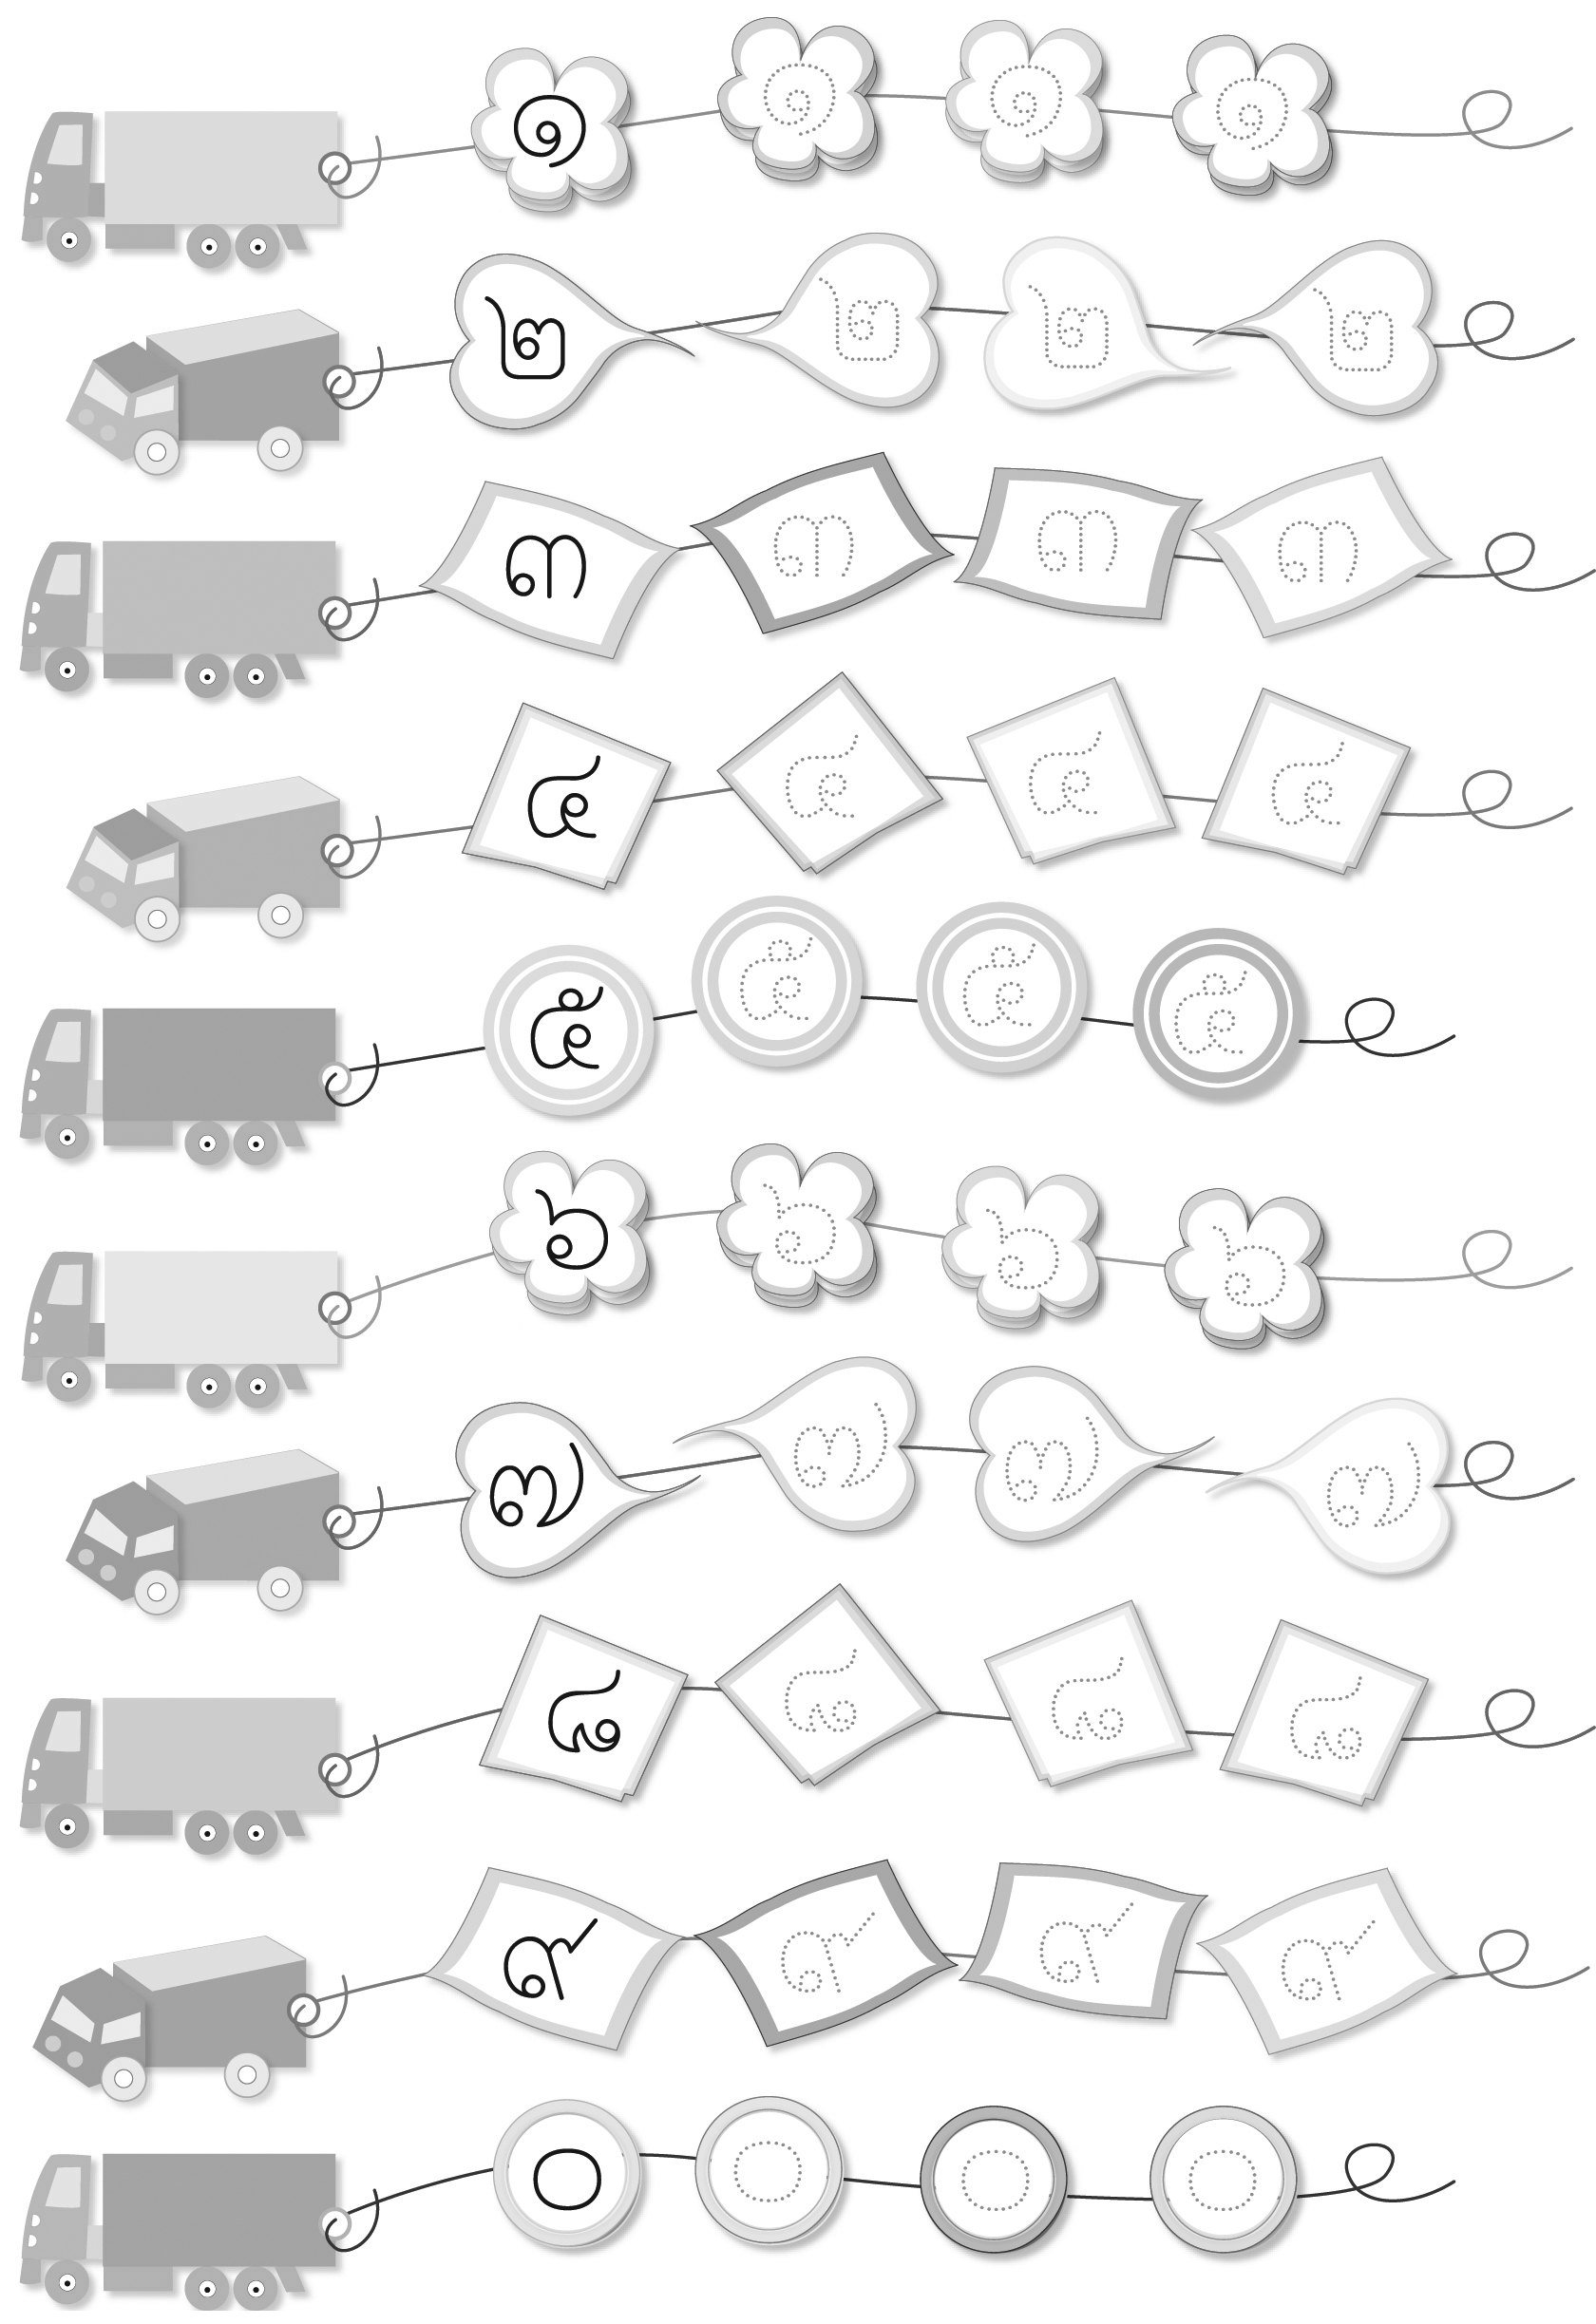 ๑ ๑ ๑ ๑
๒ ๒ ๒ ๒
๓ ๓ ๓ ๓
๔ ๔ ๔ ๔
๕ ๕ ๕ ๕
๖ ๖ ๖ ๖
๗ ๗ ๗ ๗
๘ ๘ ๘ ๘
๙ ๙ ๙ ๙
๐ ๐ ๐ ๐